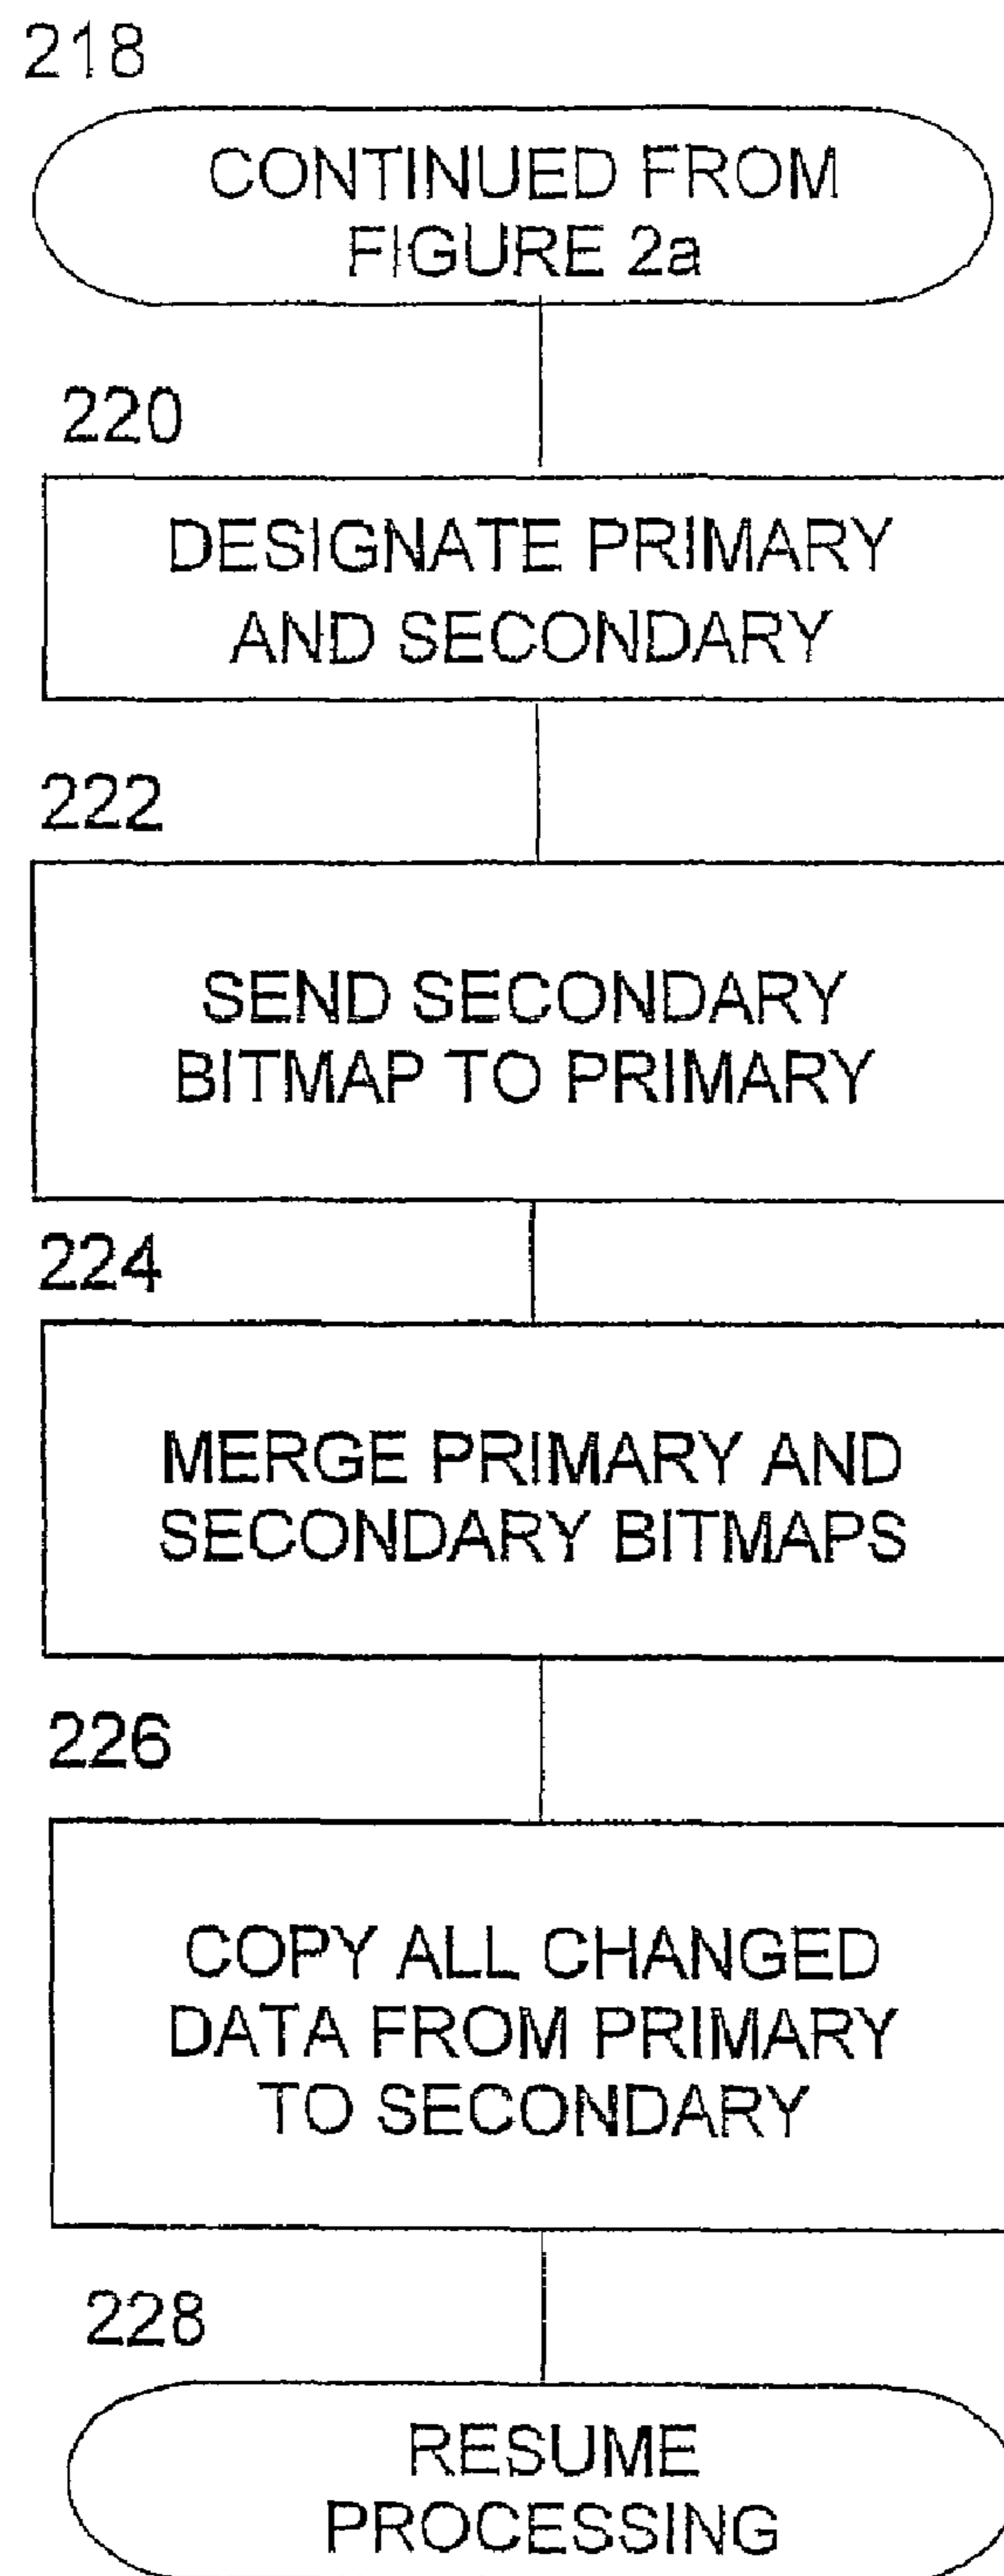 218
CONTINUED FROM
FIGURE 2a
220
DESIGNATE PRIMARY
AND SECONDARY
222
SEND SECONDARY
BITMAP TO PRIMARY
224
MERGE PRIMARY AND
SECONDARY BITMAPS
226
COPY ALL CHANGED
DATA FROM PRIMARY
TO SECONDARY
228
RESUME
PROCESSING